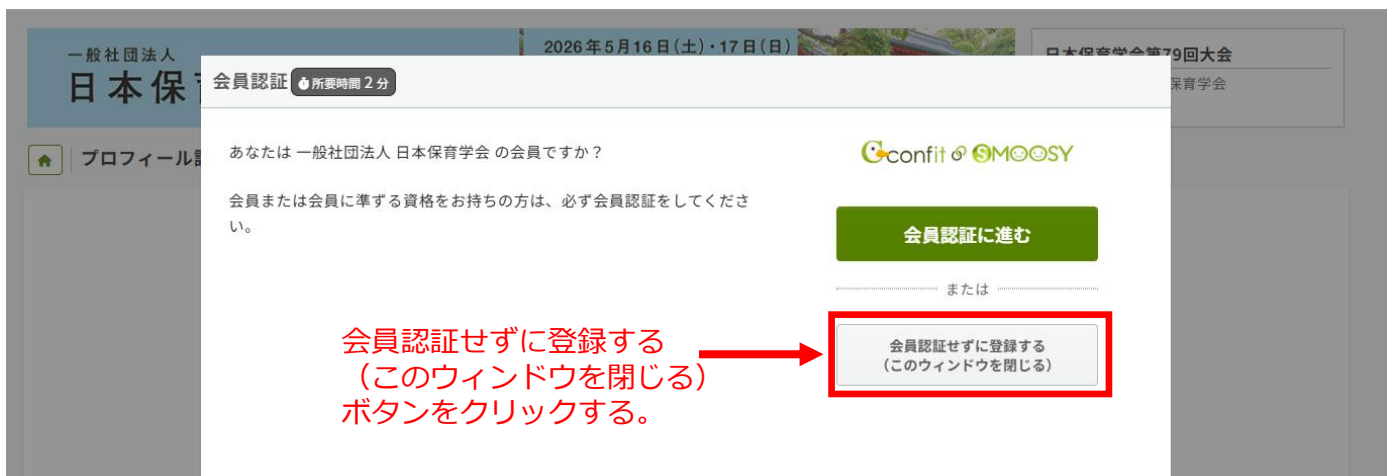 一般社団法人
日本保
2026年5月16日(土)・17日(日)
日本保育学会第79回大会
保育学会
会員認証 所要時間 2 分
プロフィール
あなたは 一般社団法人 日本保育学会 の会員ですか？
confit SMOOSY
会員または会員に準ずる資格をお持ちの方は、必ず会員認証をしてくださ
い。
会員認証に進む
または
会員認証せずに登録する
（このウィンドウを閉じる）
ボタンをクリックする。
会員認証せずに登録する
(このウィンドウを閉じる)